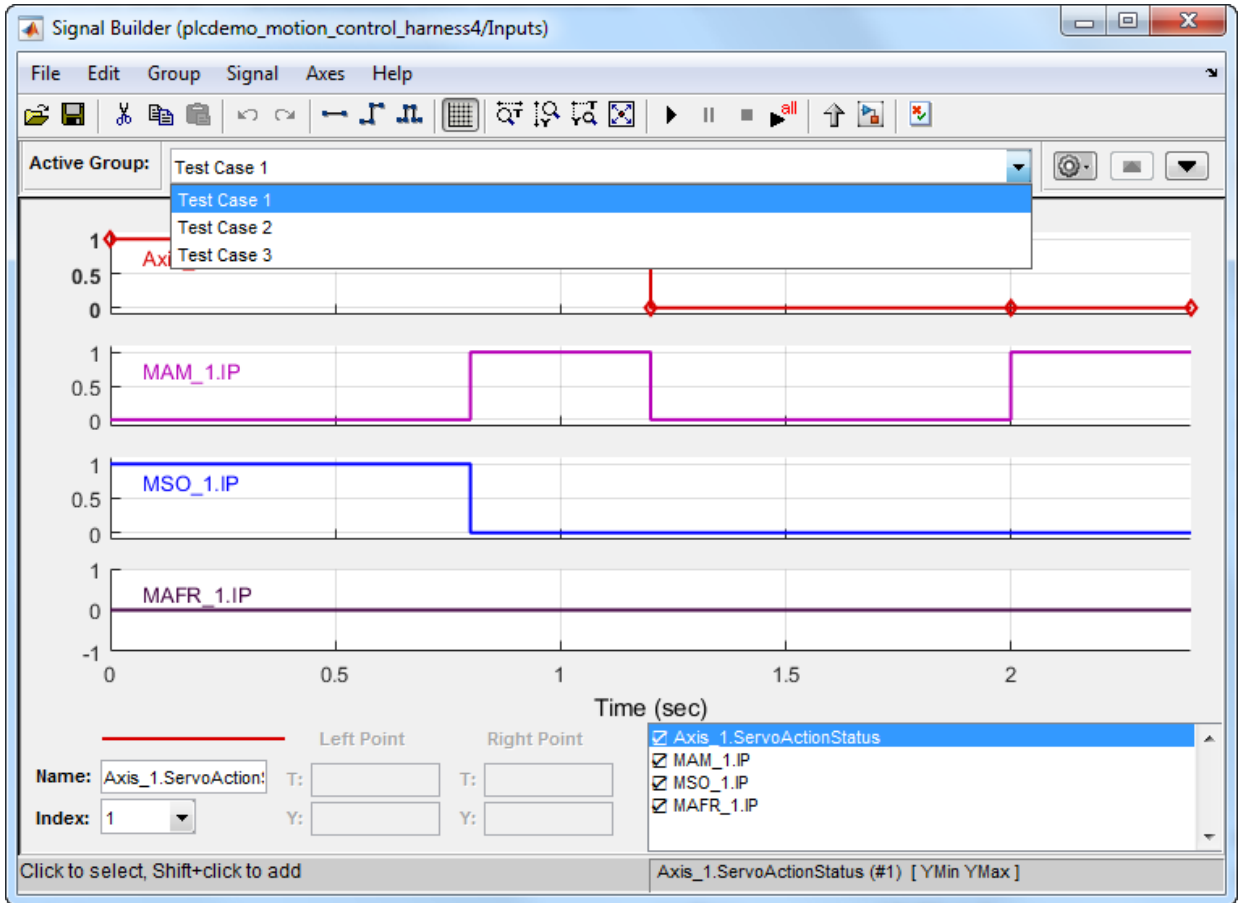 Signal Builder (plcdemo_motion_control_harness4/Inputs)
File Edit Group Signal Axes Help
all
Active Group: Test Case 1
Test Case 1
Test Case 2
Test Case 3
1
Axi
0.5
0
1
MAM_1.IP
0.5
0
1
MSO_1.IP
0.5
0
1
MAFR_1.IP
0
-1
0 0.5 1 1.5 2
Time (sec)
Left Point Right Point
Name: Axis_1.ServoAction T: T:
Index: 1 Y: Y:
Axis_1.ServoActionStatus
MAM_1.IP
MSO_1.IP
MAFR_1.IP
Click to select, Shift+click to add
Axis_1.ServoActionStatus (#1) [ YMin YMax ]